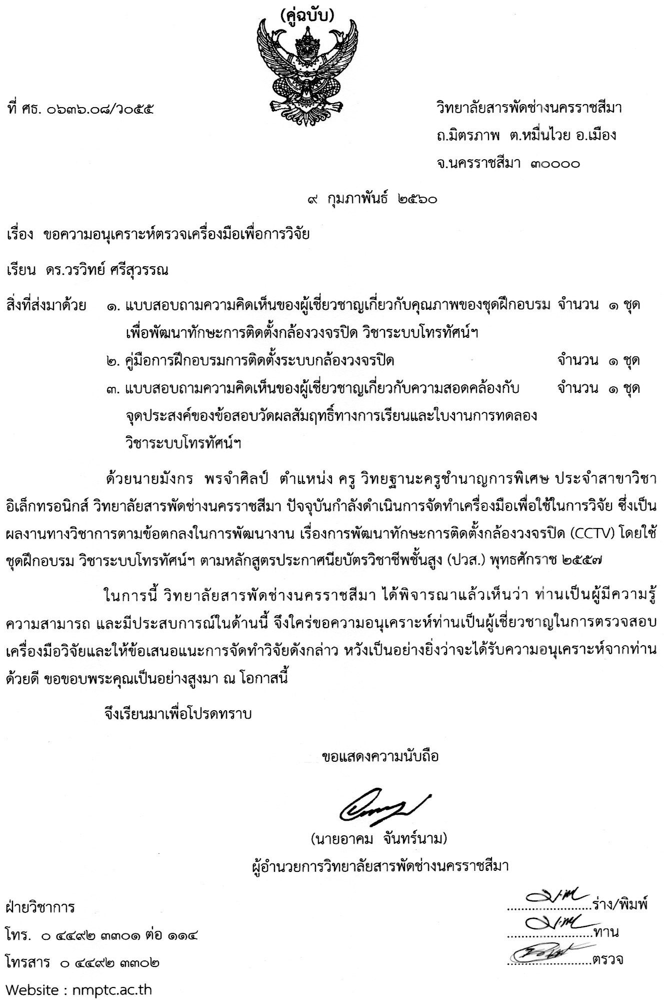 (คู่ฉบับ)
ที่ ศธ. ๐๖๓๖.๐๘/ว๐๕๕
วิทยาลัยสารพัดช่างนครราชสีมา
ถ.มิตรภาพ ต.หมื่นไวย อ.เมือง
จ.นครราชสีมา ๓๐๐๐๐
๙ กุมภาพันธ์ ๒๕๖๐
เรื่อง ขอความอนุเคราะห์ตรวจเครื่องมือเพื่อการวิจัย
เรียน ดร.วรวิทย์ ศรีสุวรรณ
สิ่งที่ส่งมาด้วย ๑. แบบสอบถามความคิดเห็นของผู้เชี่ยวชาญเกี่ยวกับคุณภาพของชุดฝึกอบรม จำนวน ๑ ชุด
เพื่อพัฒนาทักษะการติดตั้งกล้องวงจรปิด วิชาระบบโทรทัศน์ฯ
๒. คู่มือการฝึกอบรมการติดตั้งระบบกล้องวงจรปิด จำนวน ๑ ชุด
๓. แบบสอบถามความคิดเห็นของผู้เชี่ยวชาญเกี่ยวกับความสอดคล้องกับ จำนวน ๑ ชุด
จุดประสงค์ของข้อสอบวัดผลสัมฤทธิ์ทางการเรียนและใบงานการทดลอง
วิชาระบบโทรทัศน์ฯ
ด้วยนายมังกร พรจำศิลป์ ตำแหน่ง ครู วิทยฐานะครูชำนาญการพิเศษ ประจำสาขาวิชา
อิเล็กทรอนิกส์ วิทยาลัยสารพัดช่างนครราชสีมา ปัจจุบันกำลังดำเนินการจัดทำเครื่องมือเพื่อใช้ในการวิจัย ซึ่งเป็น
ผลงานทางวิชาการตามข้อตกลงในการพัฒนางาน เรื่องการพัฒนาทักษะการติดตั้งกล้องวงจรปิด (CCTV) โดยใช้
ชุดฝึกอบรม วิชาระบบโทรทัศน์ฯ ตามหลักสูตรประกาศนียบัตรวิชาชีพชั้นสูง (ปวส.) พุทธศักราช ๒๕๕๗
ในการนี้ วิทยาลัยสารพัดช่างนครราชสีมา ได้พิจารณาแล้วเห็นว่า ท่านเป็นผู้มีความรู้
ความสามารถ และมีประสบการณ์ในด้านนี้ จึงใคร่ขอความอนุเคราะห์ท่านเป็นผู้เชี่ยวชาญในการตรวจสอบ
เครื่องมือวิจัยและให้ข้อเสนอแนะการจัดทำวิจัยดังกล่าว หวังเป็นอย่างยิ่งว่าจะได้รับความอนุเคราะห์จากท่าน
ด้วยดี ขอขอบพระคุณเป็นอย่างสูงมา ณ โอกาสนี้
จึงเรียนมาเพื่อโปรดทราบ
ขอแสดงความนับถือ
(นายอาคม จันทร์นาม)
ผู้อำนวยการวิทยาลัยสารพัดช่างนครราชสีมา
........................ร่าง/พิมพ์
ฝ่ายวิชาการ
........................ทาน
โทร. ๐ ๔๔๙๒ ๓๓๐๑ ต่อ ๑๑๔
........................ตรวจ
โทรสาร ๐ ๔๔๙๒ ๓๓๐๒
Website : nmptc.ac.th